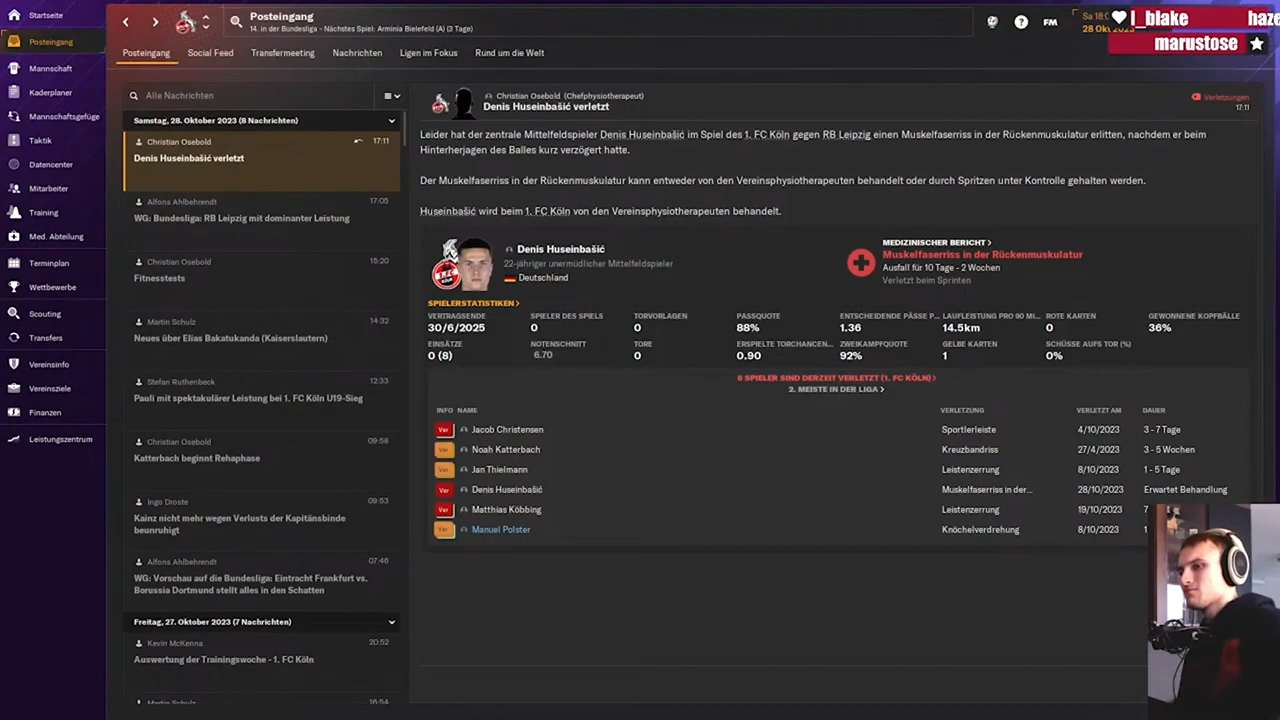 Startseite
Posteingang
Mannschaft
Kaderplaner
Mannschaftsgefüge
Taktik
Datencenter
Mitarbeiter
Training
Med. Abteilung
Terminplan
Wettbewerbe
Scouting
Transfers
Vereinsinfo
Vereinsziele
Finanzen
Leistungszentrum
Posteingang
14. in der Bundesliga - Nächstes Spiel: Arminia Bielefeld (A) (3 Tage)
FM
Sa 18:0
28 Okt 2023
l_blake
haze
marustose
Posteingang Social Feed Transfermeeting Nachrichten Ligen im Fokus Rund um die Welt
Alle Nachrichten
Samstag, 28. Oktober 2023 (8 Nachrichten)
Christian Osebold 17:11
Denis Huseinbašić verletzt
Alfons Ahlbehrendt 17:05
WG: Bundesliga: RB Leipzig mit dominanter Leistung
Christian Osebold 15:20
Fitnesstests
Martin Schulz 14:32
Neues über Elias Bakatukanda (Kaiserslautern)
Stefan Ruthenbeck 12:33
Pauli mit spektakulärer Leistung bei 1. FC Köln U19-Sieg
Christian Osebold 09:58
Katterbach beginnt Rehaphase
Ingo Droste 09:53
Kainz nicht mehr wegen Verlusts der Kapitänsbinde
beunruhigt
Alfons Ahlbehrendt 07:46
WG: Vorschau auf die Bundesliga: Eintracht Frankfurt vs.
Borussia Dortmund stellt alles in den Schatten
Freitag, 27. Oktober 2023 (7 Nachrichten)
Kevin McKenna 20:52
Auswertung der Trainingswoche - 1. FC Köln
Martin Schulz 16:54
Christian Osebold (Chefphysiotherapeut)
Denis Huseinbašić verletzt
Verletzungen
17:11
Leider hat der zentrale Mittelfeldspieler Denis Huseinbašić im Spiel des 1. FC Köln gegen RB Leipzig einen Muskelfaserriss in der Rückenmuskulatur erlitten, nachdem er beim
Hinterherjagen des Balles kurz verzögert hatte.
Der Muskelfaserriss in der Rückenmuskulatur kann entweder von den Vereinsphysiotherapeuten behandelt oder durch Spritzen unter Kontrolle gehalten werden.
Huseinbašić wird beim 1. FC Köln von den Vereinsphysiotherapeuten behandelt.
Denis Huseinbašić
22-jähriger unermüdlicher Mittelfeldspieler
Deutschland
MEDIZINISCHER BERICHT >
Muskelfaserriss in der Rückenmuskulatur
Ausfall für 10 Tage - 2 Wochen
Verletzt beim Sprinten
SPIELERSTATISTIKEN >
VERTRAGSENDE SPIELER DES SPIELS TORVORLAGEN PASSQUOTE ENTSCHEIDENDE PÄSSE P... LAUFLEISTUNG PRO 90 MI... ROTE KARTEN GEWONNENE KOPFBÄLLE
30/6/2025 0 0 88% 1.36 14.5km 0 36%
EINSÄTZE NOTENSCHNITT TORE ERSPIELTE TORCHANCEN... ZWEIKAMPFQUOTE GELBE KARTEN SCHÜSSE AUFS TOR (%)
0 (8) 6.70 0 0.90 92% 1 0%
6 SPIELER SIND DERZEIT VERLETZT (1. FC KÖLN) >
2. MEISTE IN DER LIGA >
INFO NAME VERLETZUNG VERLETZT AM DAUER
Ver Jacob Christensen Sportlerleiste 4/10/2023 3 - 7 Tage
Ver Noah Katterbach Kreuzbandriss 27/4/2023 3 - 5 Wochen
Ver Jan Thielmann Leistenzerrung 8/10/2023 1 - 5 Tage
Ver Denis Huseinbašić Muskelfaserriss in der... 28/10/2023 Erwartet Behandlung
Ver Matthias Köbbing Leistenzerrung 19/10/2023 7
Ver Manuel Polster Knöchelverdrehung 8/10/2023 1